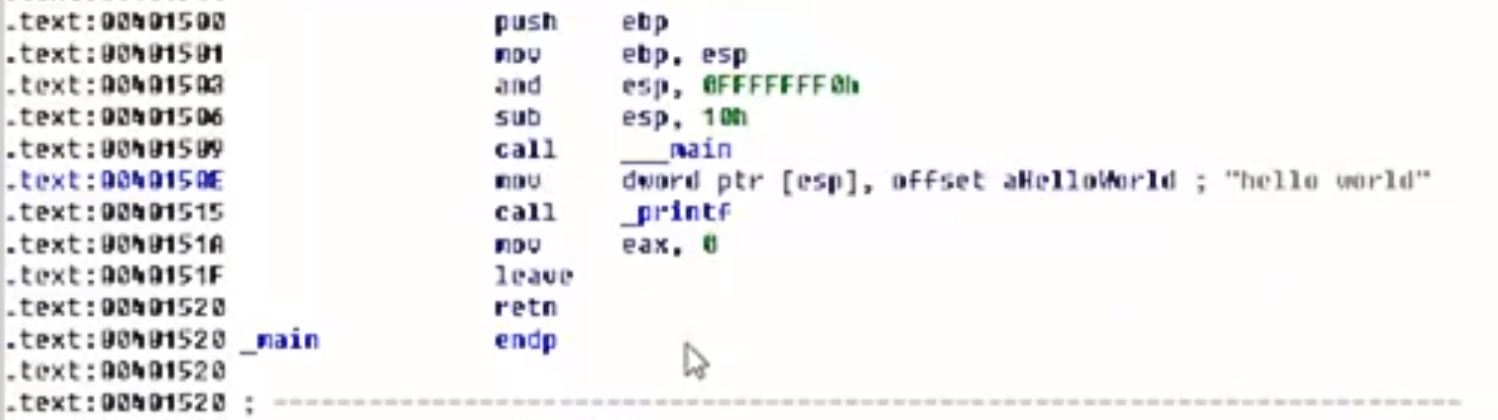 .text:00401500 push ebp
.text:00401501 mov ebp, esp
.text:00401503 and esp, 0FFFFFFF0h
.text:00401506 sub esp, 10h
.text:00401509 call ___main
.text:0040150E mov dword ptr [esp], offset aHelloWorld ; "hello world"
.text:00401515 call _printf
.text:0040151A mov eax, 0
.text:0040151F leave
.text:00401520 retn
.text:00401520 _main endp
.text:00401520
.text:00401520 ; ---------------------------------------------------------------------------